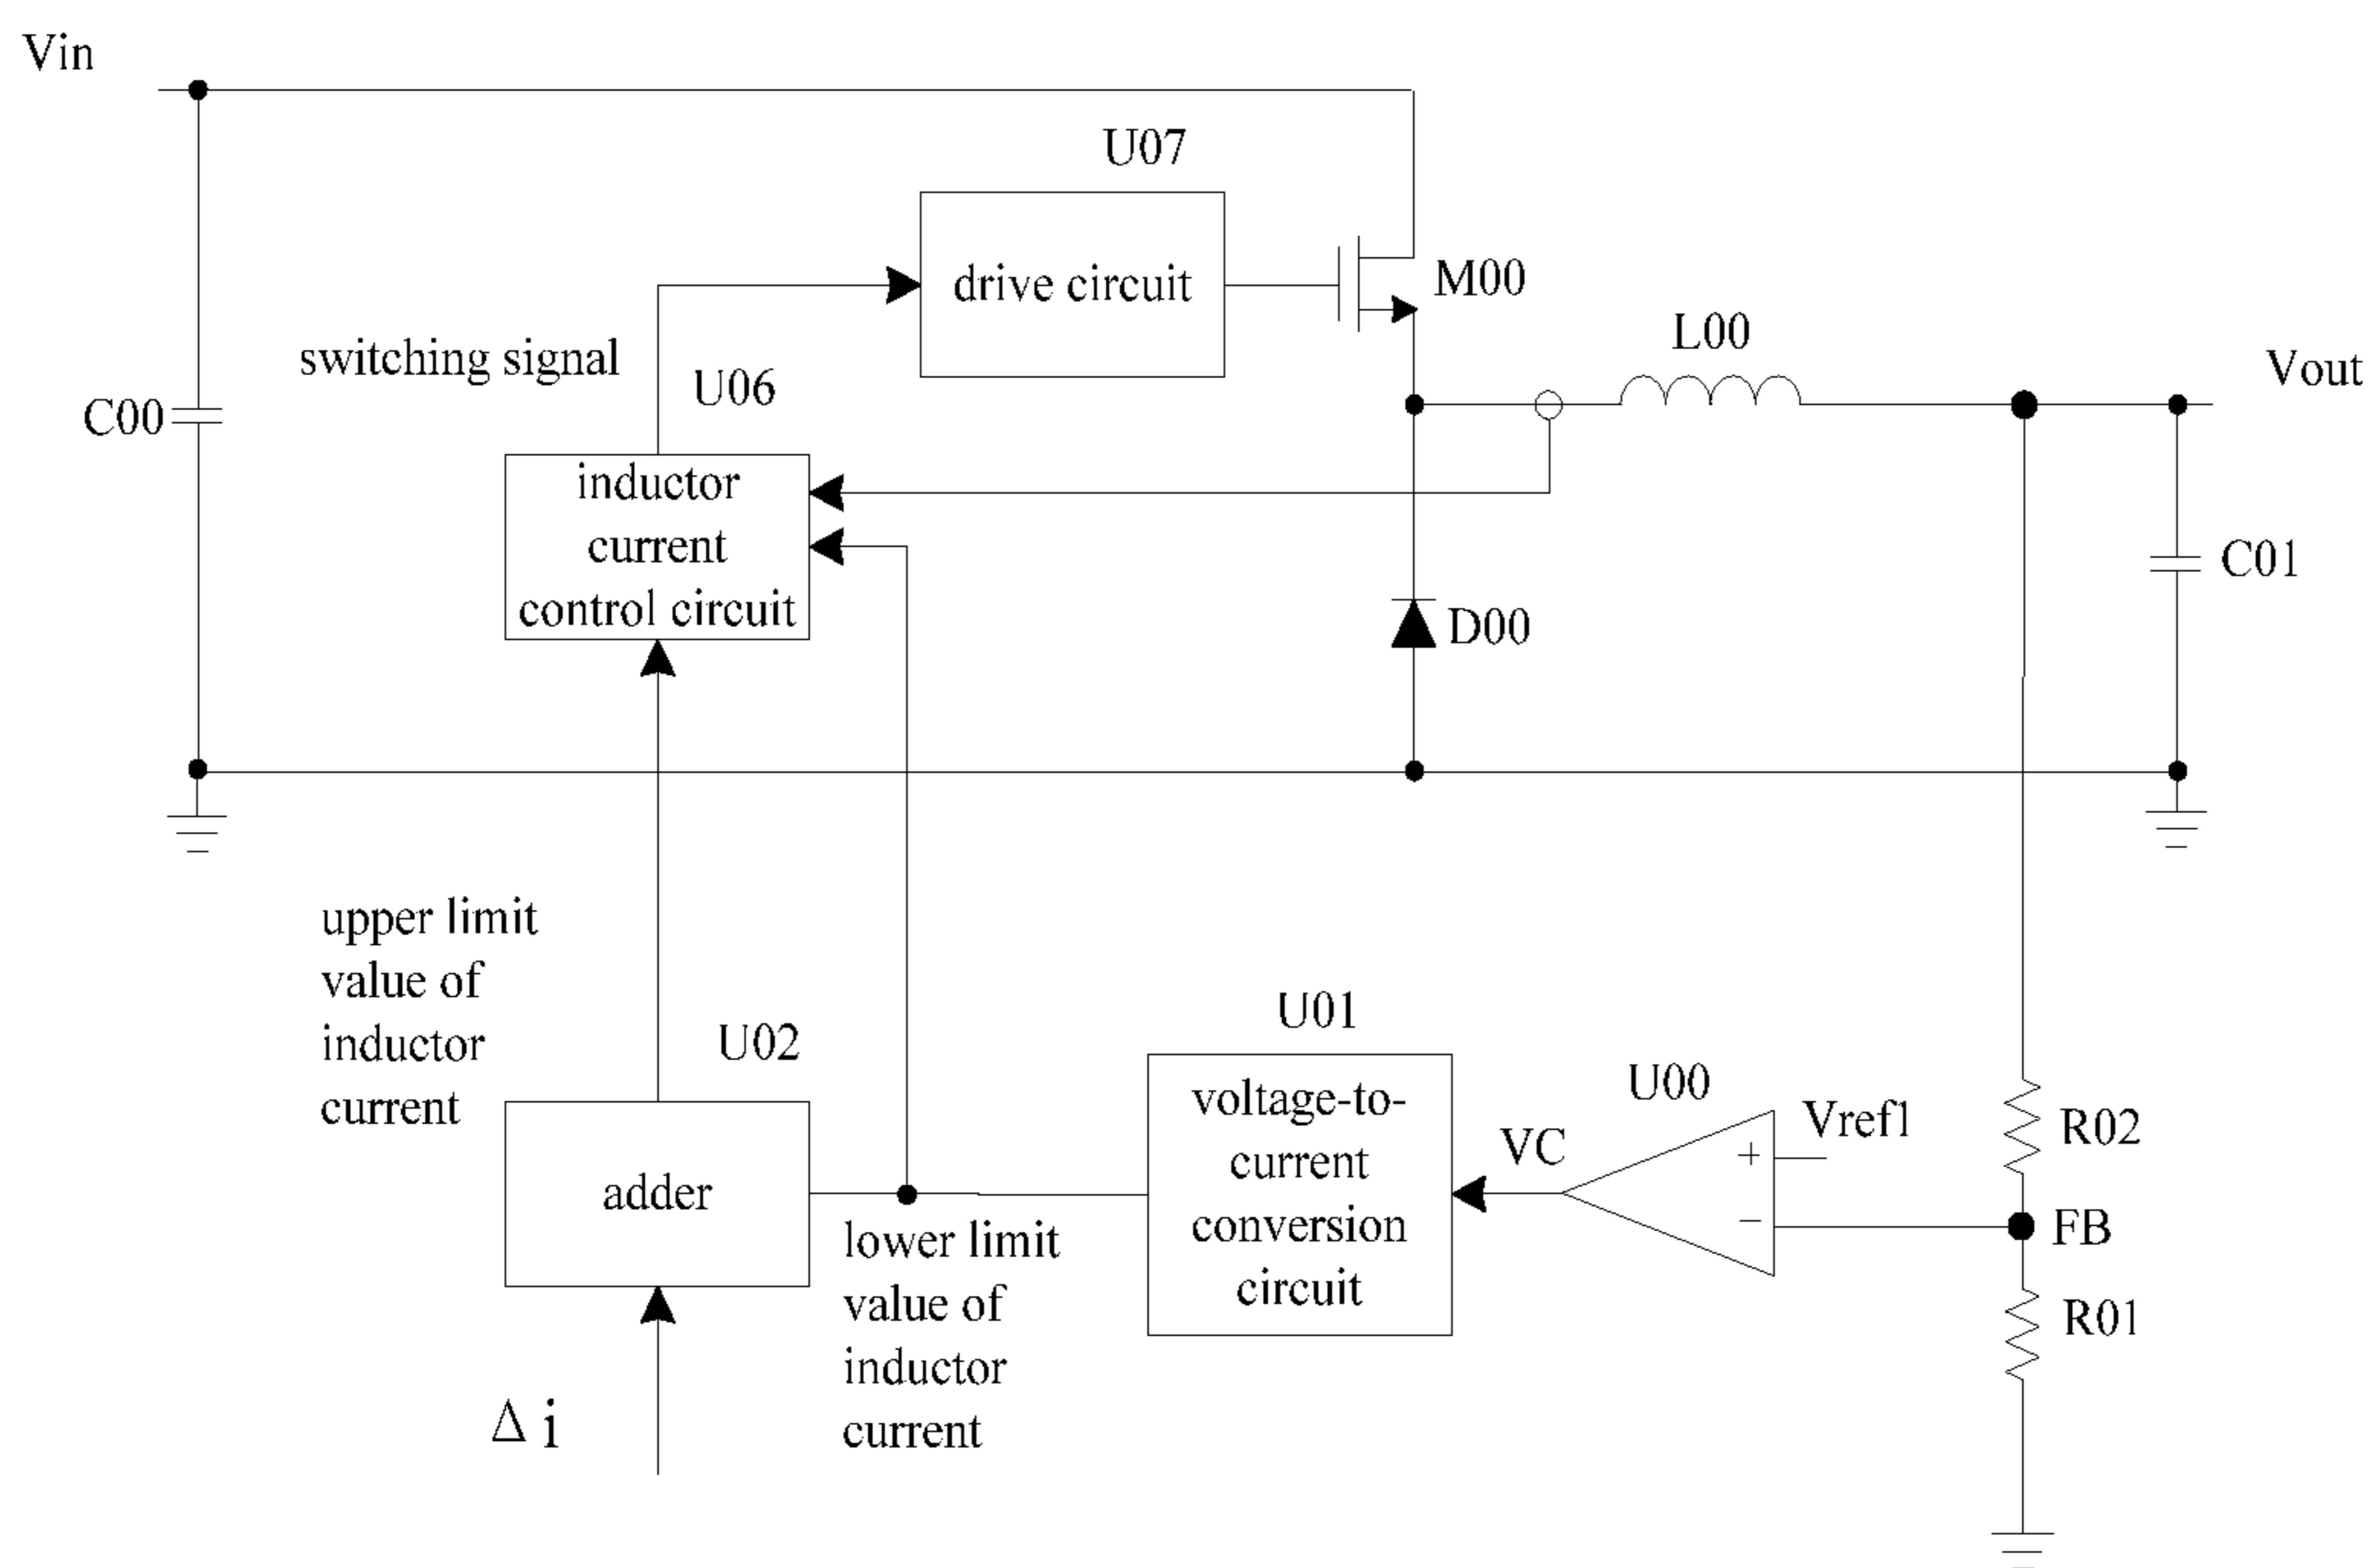 Vin
U07
drive circuit
M00
L00
Vout
switching signal
U06
C00
inductor
current
control circuit
C01
D00
upper limit
value of
inductor
current
U02
U01
adder
voltage-to-
current
conversion
circuit
U00
VC
Vref1
+
−
R02
FB
R01
lower limit
value of
inductor
current
Δ i